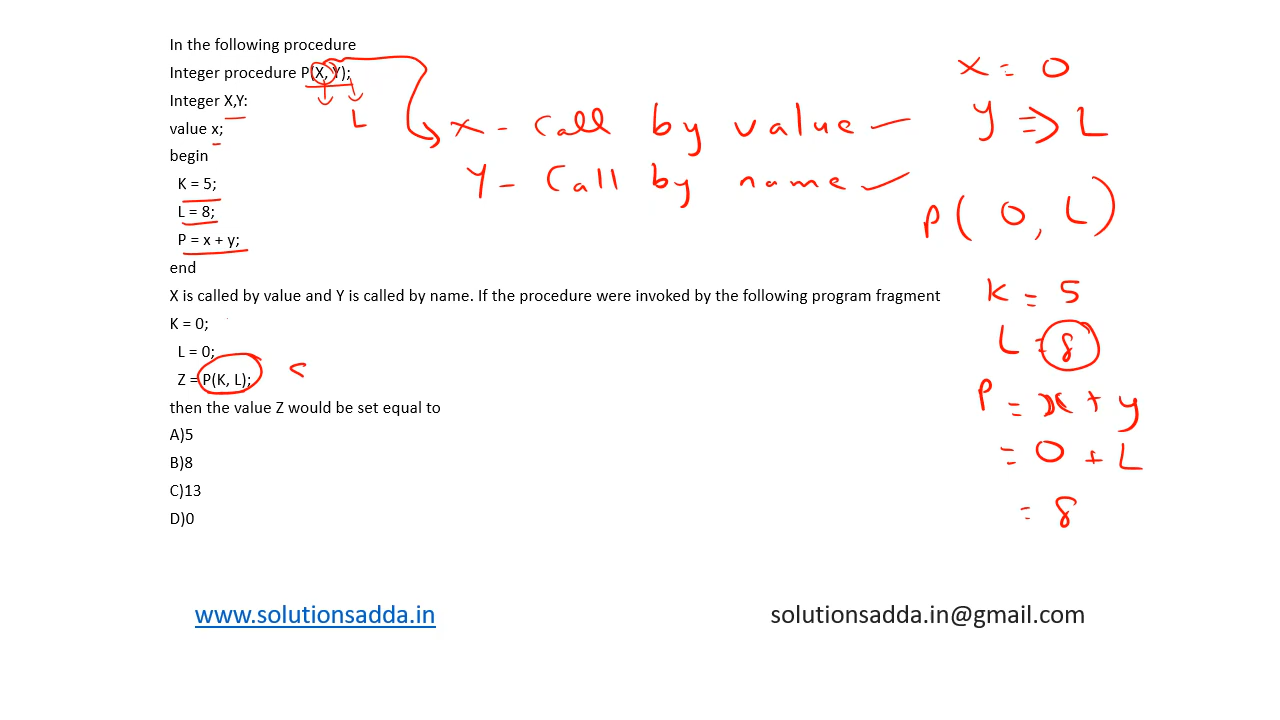 In the following procedure
Integer procedure P(X, Y);
Integer X,Y:
value x;
begin
K = 5;
L = 8;
P = x + y;
end
X is called by value and Y is called by name. If the procedure were invoked by the following program fragment
K = 0;
L = 0;
Z = P(K, L);
then the value Z would be set equal to
A)5
B)8
C)13
D)0
L
x - call by value
Y - call by name
x = 0
y => L
P( 0, L)
K = 5
L = 8
P = x + y
= 0 + L
= 8
www.solutionsadda.in
solutionsadda.in@gmail.com